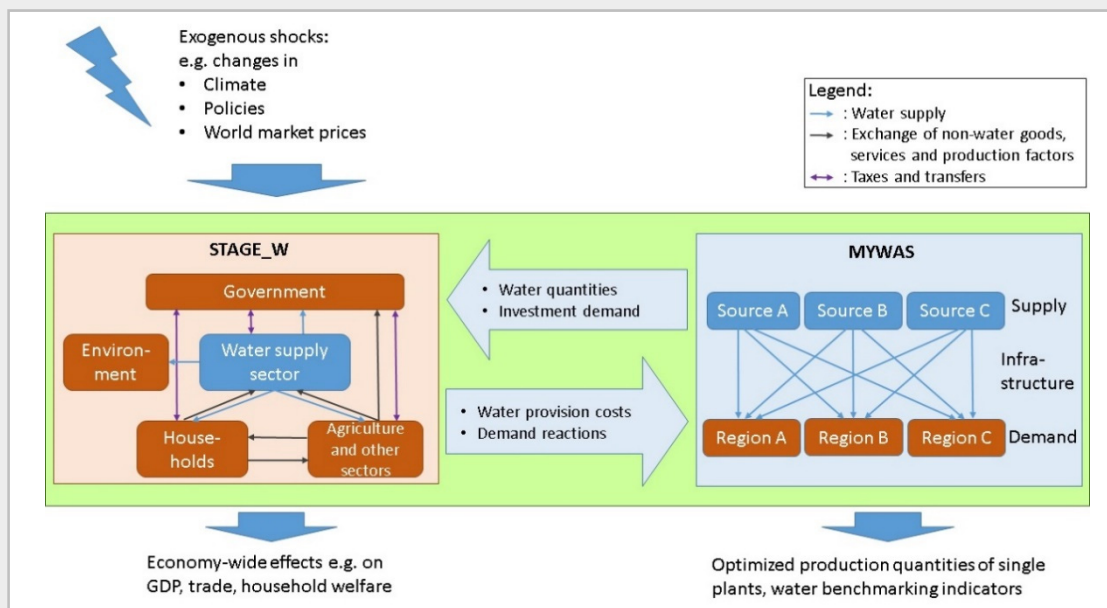 Exogenous shocks:
e.g. changes in
• Climate
• Policies
• World market prices
Legend:
: Water supply
: Exchange of non-water goods,
services and production factors
: Taxes and transfers
STAGE_W
Government
Environ-
ment
Water supply
sector
House-
holds
Agriculture
and other
sectors
• Water quantities
• Investment demand
• Water provision costs
• Demand reactions
MYWAS
Source A
Source B
Source C
Supply
Infra-
structure
Region A
Region B
Region C
Demand
Economy-wide effects e.g. on
GDP, trade, household welfare
Optimized production quantities of single
plants, water benchmarking indicators